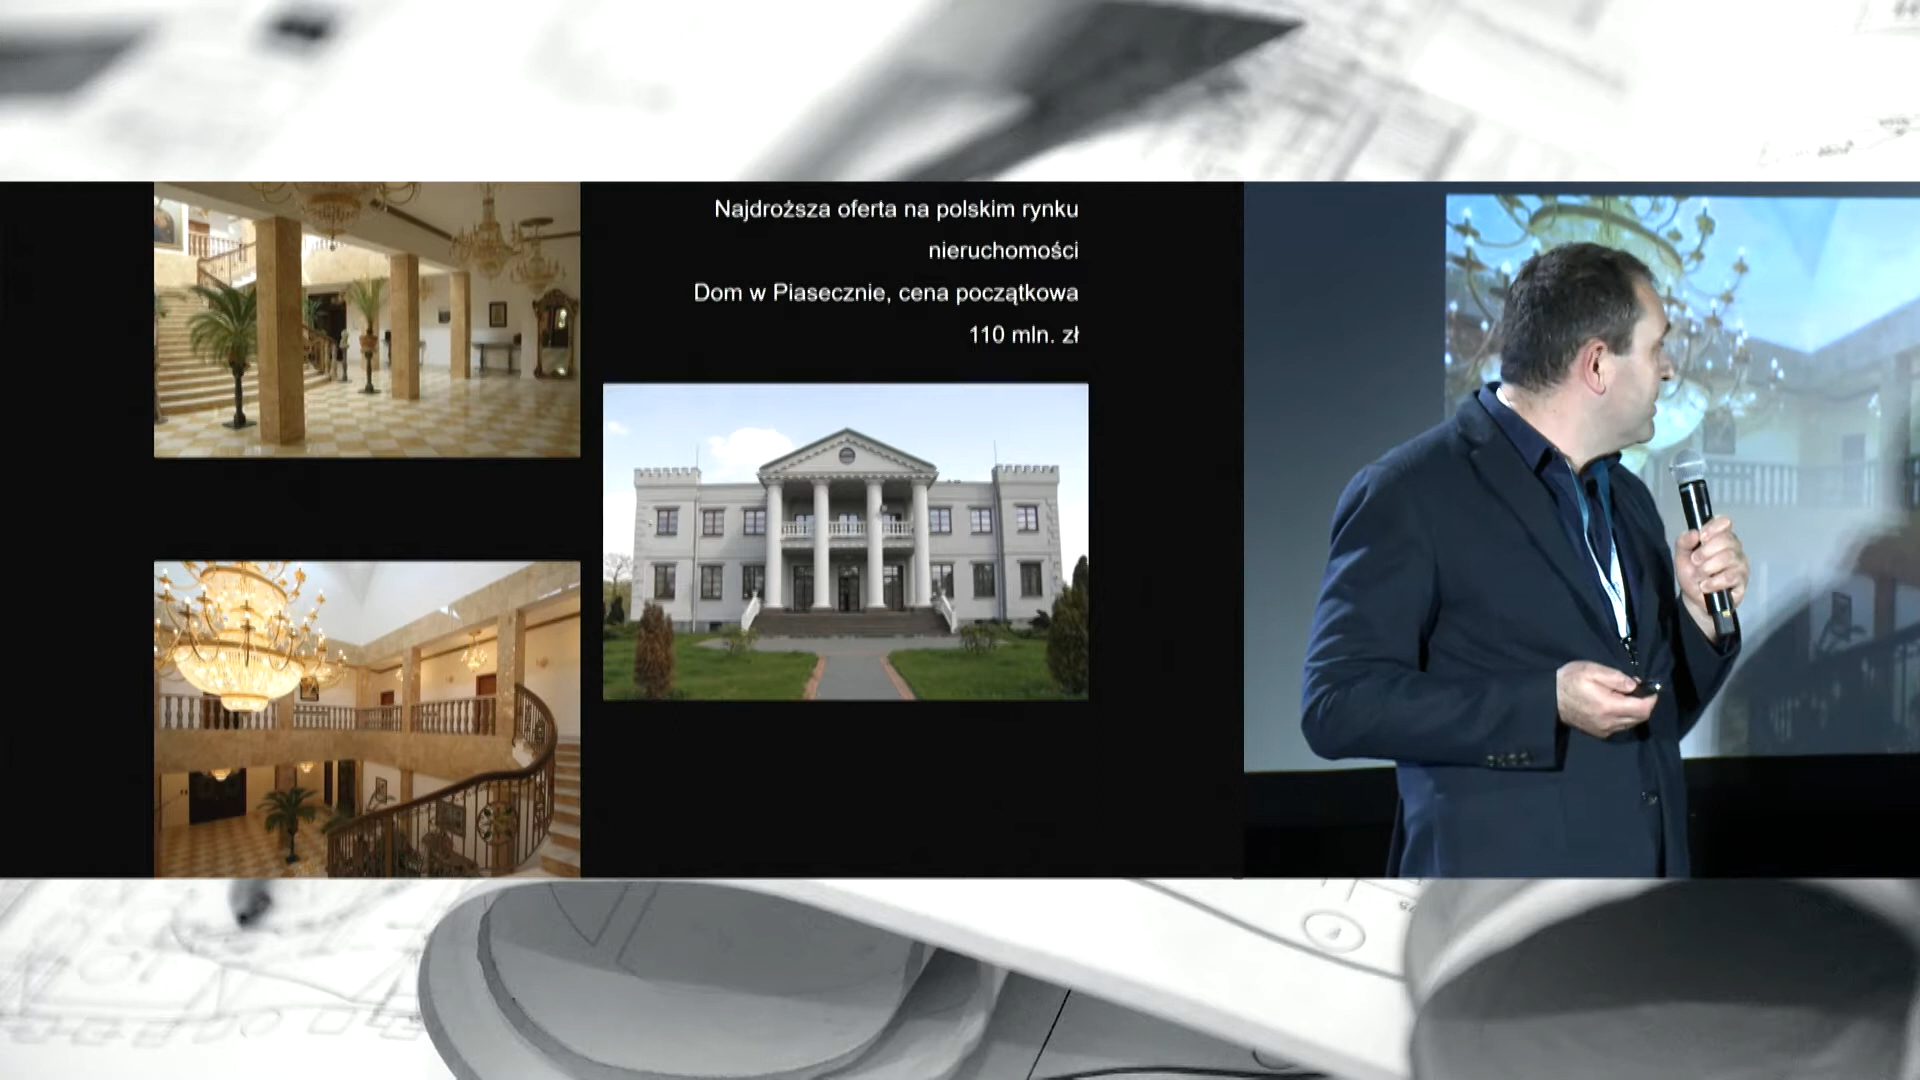 Najdroższa oferta na polskim rynku
nieruchomości
Dom w Piasecznie, cena początkowa
110 mln. zł